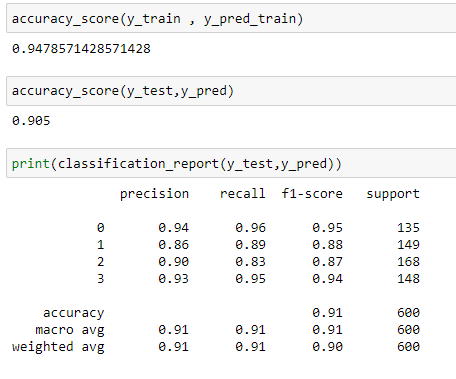 accuracy_score(y_train , y_pred_train)
0.9478571428571428
accuracy_score(y_test,y_pred)
0.905
print(classification_report(y_test,y_pred))
precision recall f1-score support
0 0.94 0.96 0.95 135
1 0.86 0.89 0.88 149
2 0.90 0.83 0.87 168
3 0.93 0.95 0.94 148
accuracy 0.91 600
macro avg 0.91 0.91 0.91 600
weighted avg 0.91 0.91 0.90 600